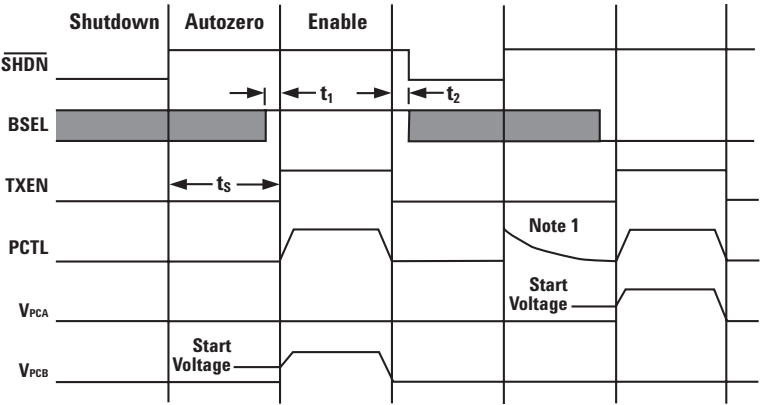 Shutdown Autozero Enable
SHDN
t1 t2
BSEL
TXEN
tS
PCTL
Note 1
Start
Voltage
VPCA
Start
Voltage
VPCB